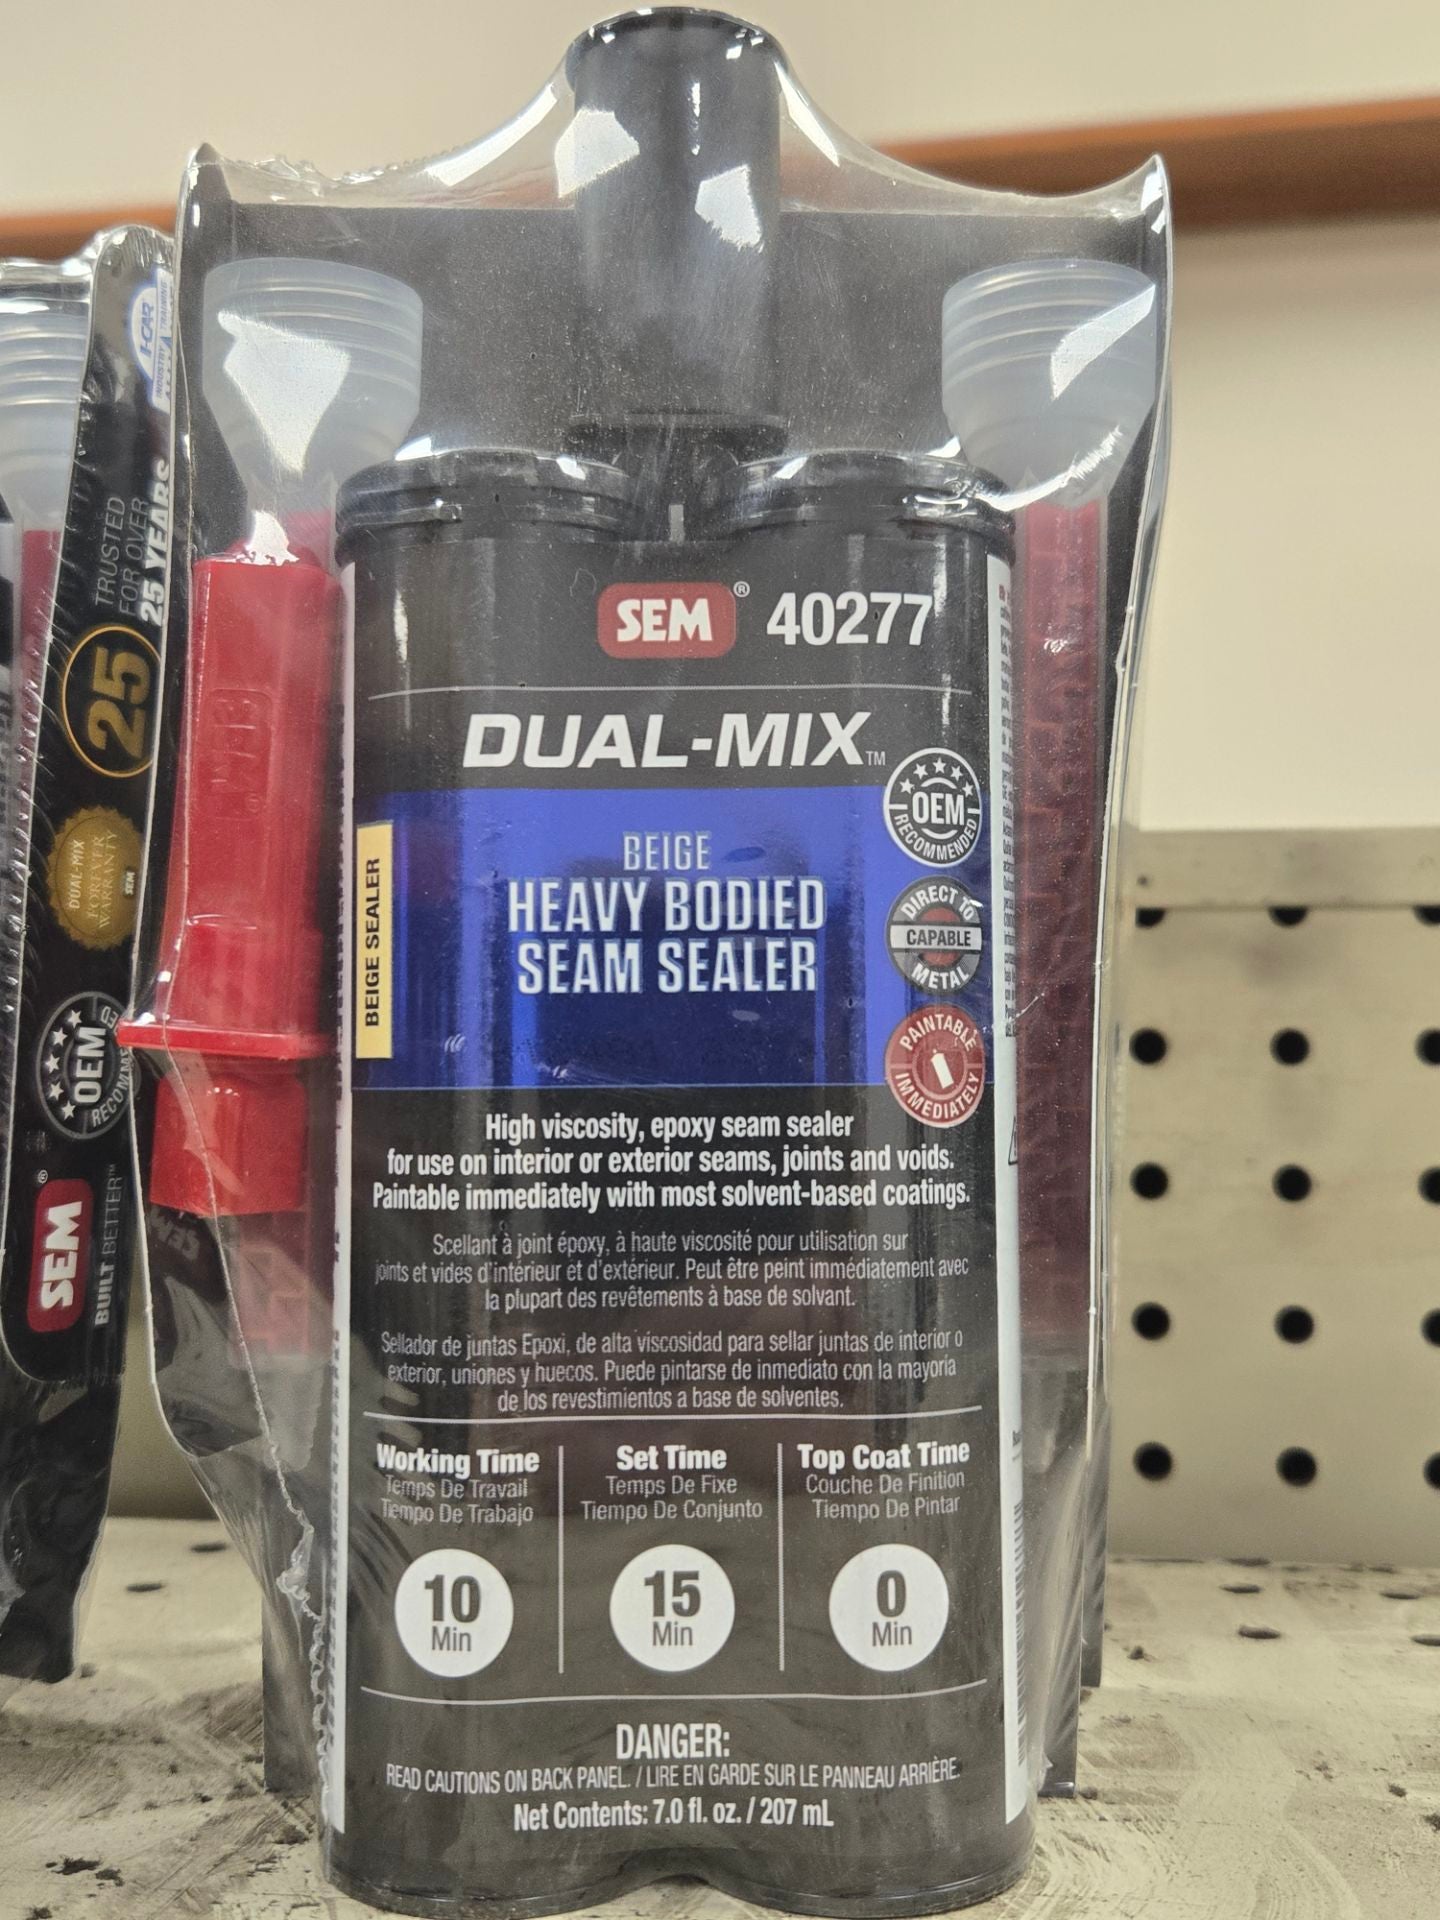 SEM® 40277
DUAL-MIX™
OEM
RECOMMENDED
BEIGE
HEAVY BODIED
SEAM SEALER
BEIGE SEALER
DIRECT TO
CAPABLE
METAL
PAINTABLE
IMMEDIATELY
High viscosity, epoxy seam sealer
for use on interior or exterior seams, joints and voids.
Paintable immediately with most solvent-based coatings.
Scellant à joint époxy, à haute viscosité pour utilisation sur
joints et vides d'intérieur et d'extérieur. Peut être peint immédiatement avec
la plupart des revêtements à base de solvant.
Sellador de juntas Epoxi, de alta viscosidad para sellar juntas de interior o
exterior, uniones y huecos. Puede pintarse de inmediato con la mayoría
de los revestimientos a base de solventes.
Working Time
Temps De Travail
Tiempo De Trabajo
10
Min
Set Time
Temps De Fixe
Tiempo De Conjunto
15
Min
Top Coat Time
Couche De Finition
Tiempo De Pintar
0
Min
DANGER:
READ CAUTIONS ON BACK PANEL. / LIRE EN GARDE SUR LE PANNEAU ARRIÈRE.
Net Contents: 7.0 fl. oz. / 207 mL
I-CAR
INDUSTRY TRAINING
TRUSTED
FOR OVER
25 YEARS
25
DUAL-MIX
FOREVER
WARRANTY
SEM
OEM
SEM®
BUILT BETTER™
SEM